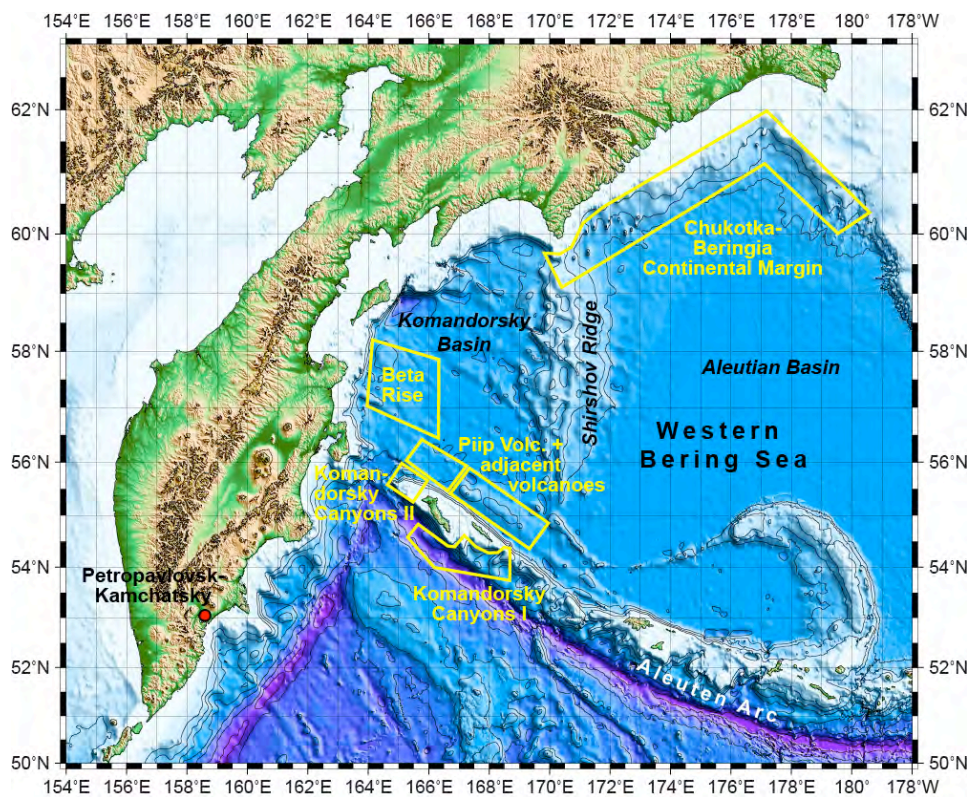 154°E 156°E 158°E 160°E 162°E 164°E 166°E 168°E 170°E 172°E 174°E 176°E 178°E 180°E 178°W
62°N 62°N
60°N 60°N
Chukotka-
Beringia
Continental Margin
Komandorsky
Basin
58°N 58°N
Shirshov Ridge
Aleutian Basin
Beta
Rise
Western
Bering Sea
56°N 56°N
Piip Volc. +
adjacent
volcanoes
Koman-
dorsky
Canyons II
54°N 54°N
Petropavlovsk-
Kamchatsky
Komandorsky
Canyons I
52°N 52°N
Aleuten Arc
50°N 50°N
154°E 156°E 158°E 160°E 162°E 164°E 166°E 168°E 170°E 172°E 174°E 176°E 178°E 180°E 178°W